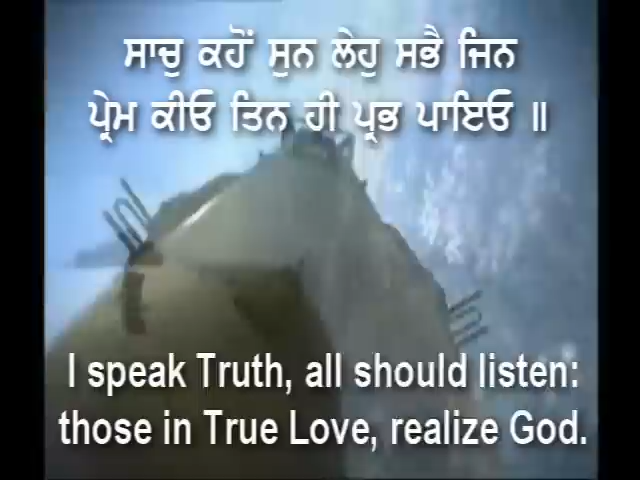 ਸਾਚੁ ਕਹੋਂ ਸੁਨ ਲੇਹੁ ਸਭੈ ਜਿਨ
ਪ੍ਰੇਮ ਕੀਓ ਤਿਨ ਹੀ ਪ੍ਰਭ ਪਾਇਓ ॥
I speak Truth, all should listen:
those in True Love, realize God.